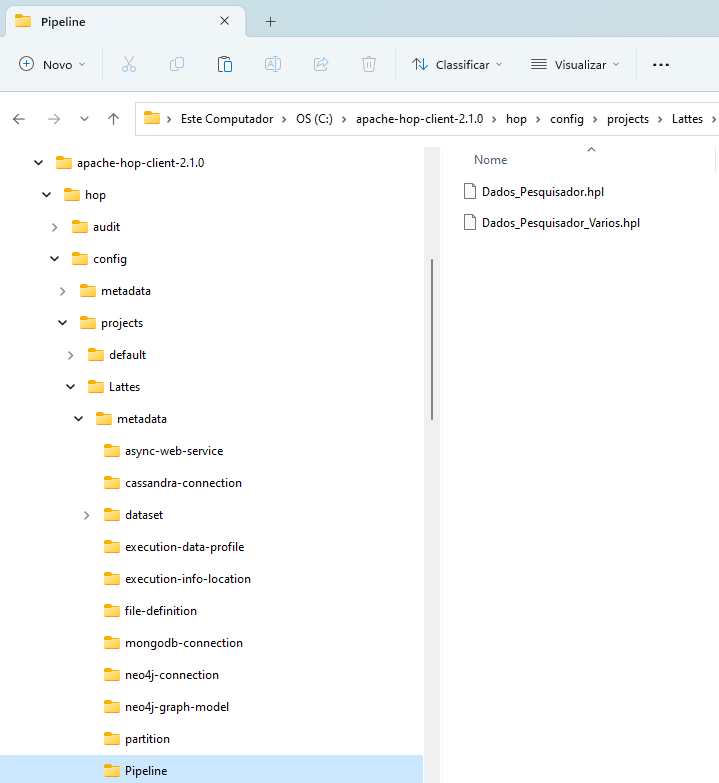 Pipeline
Novo
Classificar
Visualizar
Este Computador
OS (C:)
apache-hop-client-2.1.0
hop
config
projects
Lattes
apache-hop-client-2.1.0
hop
audit
config
metadata
projects
default
Lattes
metadata
async-web-service
cassandra-connection
dataset
execution-data-profile
execution-info-location
file-definition
mongodb-connection
neo4j-connection
neo4j-graph-model
partition
Pipeline
Nome
Dados_Pesquisador.hpl
Dados_Pesquisador_Varios.hpl